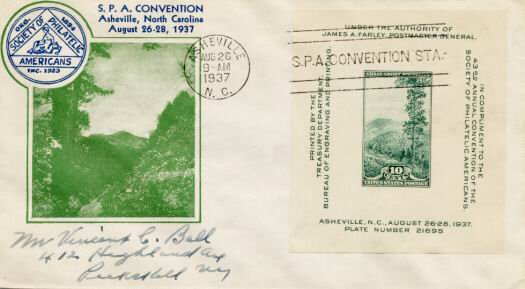 S. P. A. CONVENTION
Asheville, North Carolina
August 26-28, 1937
ORG. 1894
SOCIETY OF PHILATELIC
AMERICANS
INC. 1923
ASHEVILLE
AUG 26
9-AM
1937
N. C.
S.P.A. CONVENTION STA.
UNDER THE AUTHORITY OF
JAMES A. FARLEY, POSTMASTER GENERAL.
PRINTED BY THE
TREASURY DEPARTMENT,
BUREAU OF ENGRAVING AND PRINTING.
GREAT SMOKY MOUNTAINS
10
CENTS
UNITED STATES POSTAGE
IN COMPLIMENT TO THE
43RD ANNUAL CONVENTION OF THE
SOCIETY OF PHILATELIC AMERICANS.
ASHEVILLE, N.C., AUGUST 26-28, 1937.
PLATE NUMBER 21695
Mr Vincent C. Ball
412 Highland Av
Peekskill Ny